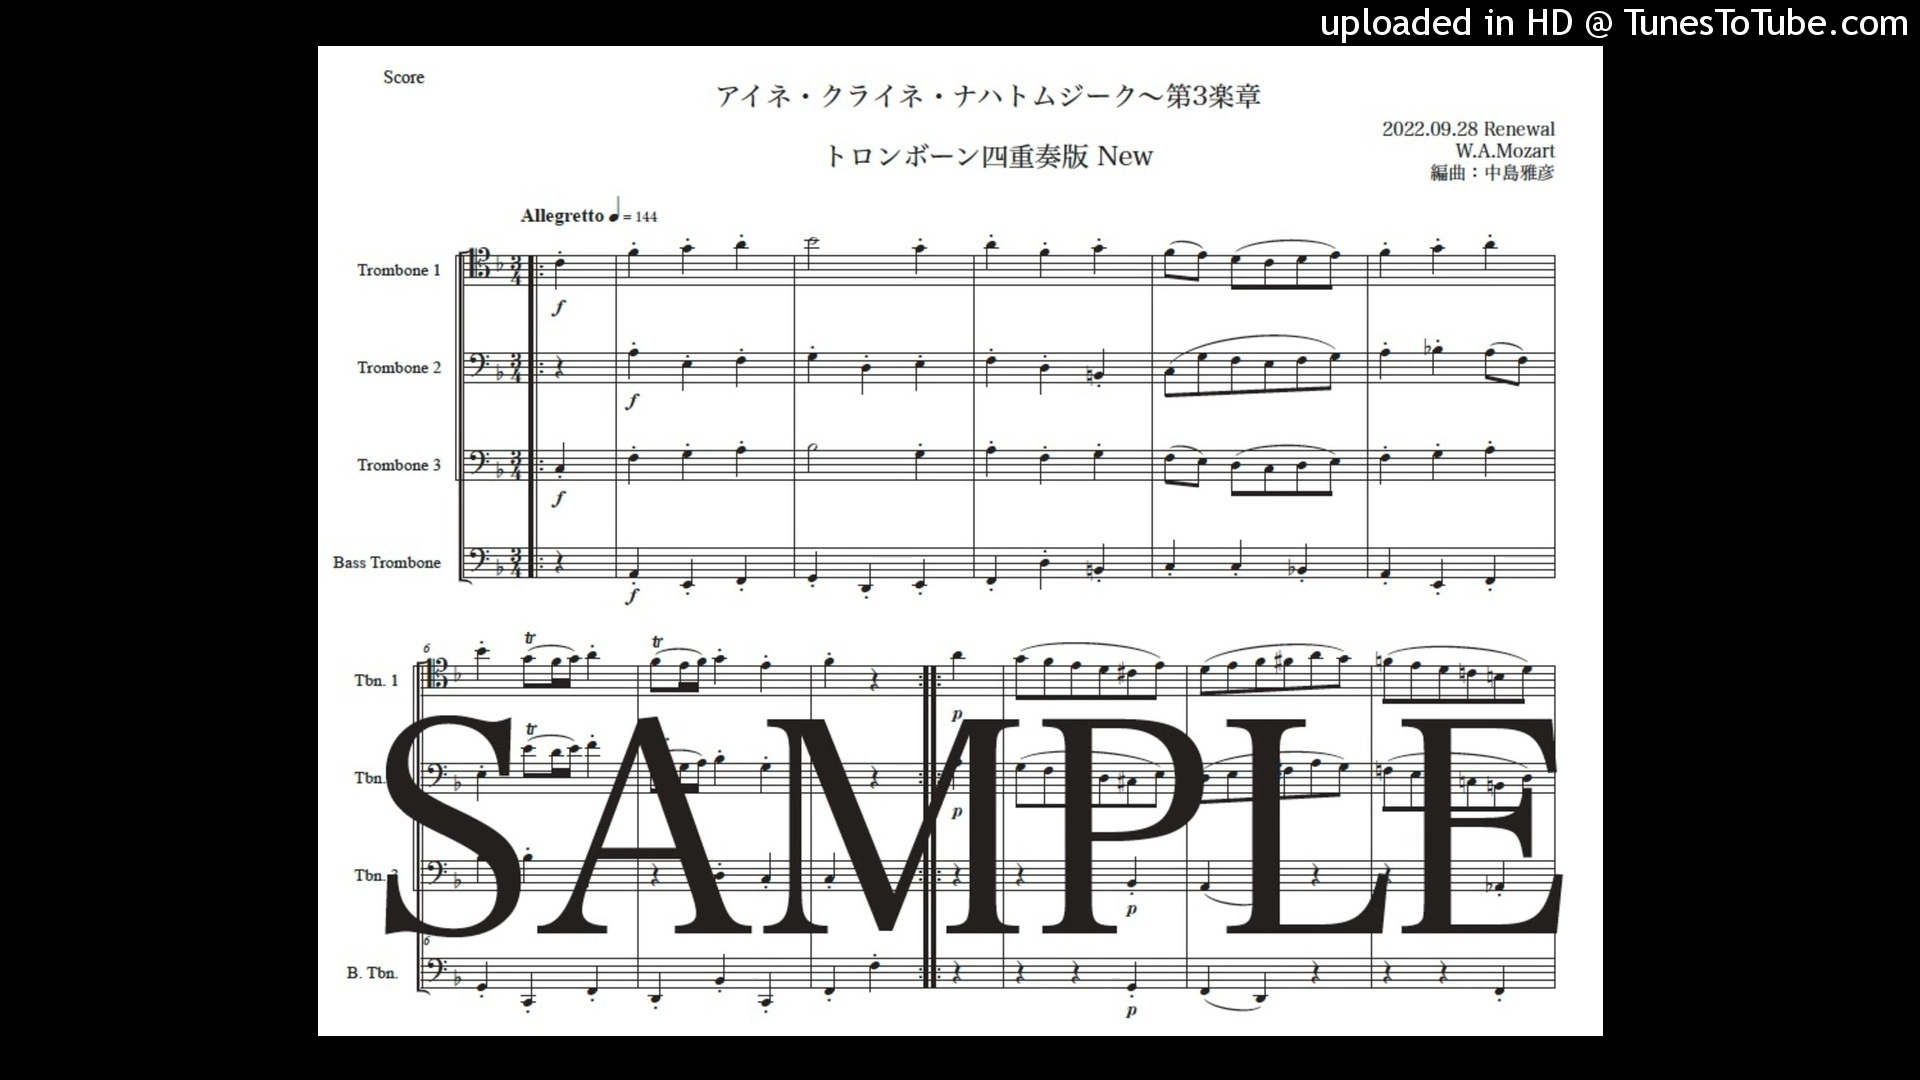 uploaded in HD @ TunesToTube.com
Score
アイネ・クライネ・ナハトムジーク～第3楽章
トロンボーン四重奏版 New
2022.09.28 Renewal
W.A.Mozart
編曲：中島雅彦
Allegretto ♩ = 144
Trombone 1
f
Trombone 2
f
Trombone 3
f
Bass Trombone
f
6
tr
tr
Tbn. 1
p
tr
Tbn.
p
Tbn. 3
p
6
B. Tbn.
p
SAMPLE